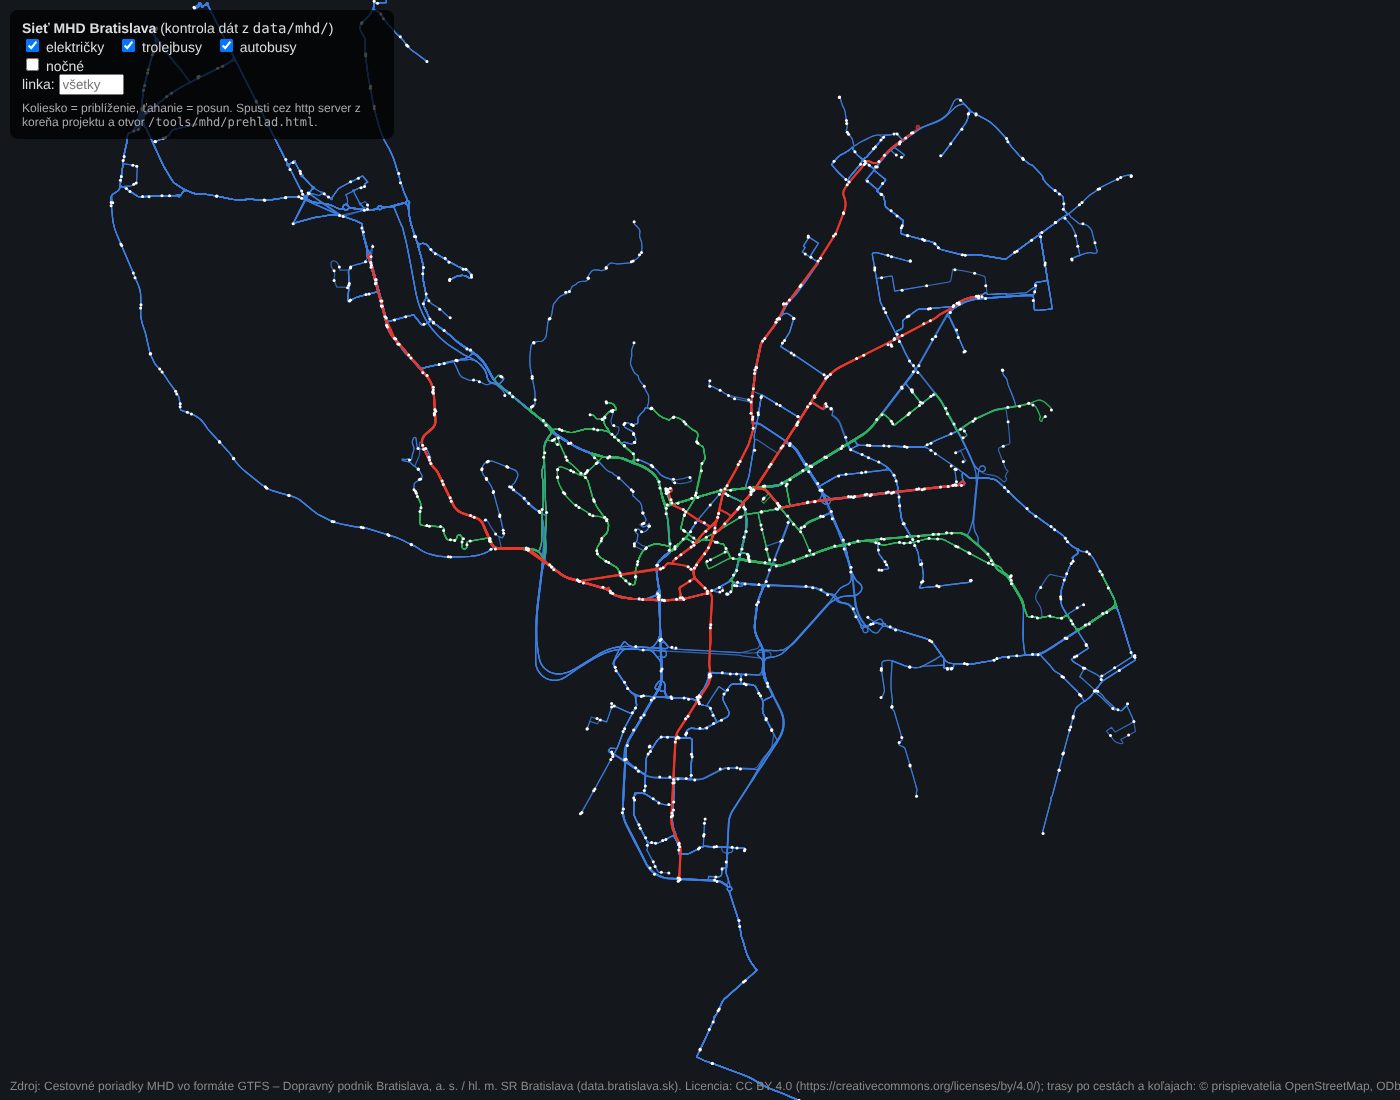 Sieť MHD Bratislava (kontrola dát z data/mhd/)
električky trolejbusy autobusy
nočné
linka: všetky
Koliesko = priblíženie, ťahanie = posun. Spusti cez http server z
koreňa projektu a otvor /tools/mhd/prehlad.html.
Zdroj: Cestovné poriadky MHD vo formáte GTFS – Dopravný podnik Bratislava, a. s. / hl. m. SR Bratislava (data.bratislava.sk). Licencia: CC BY 4.0 (https://creativecommons.org/licenses/by/4.0/); trasy po cestách a koľajach: © prispievatelia OpenStreetMap, ODb